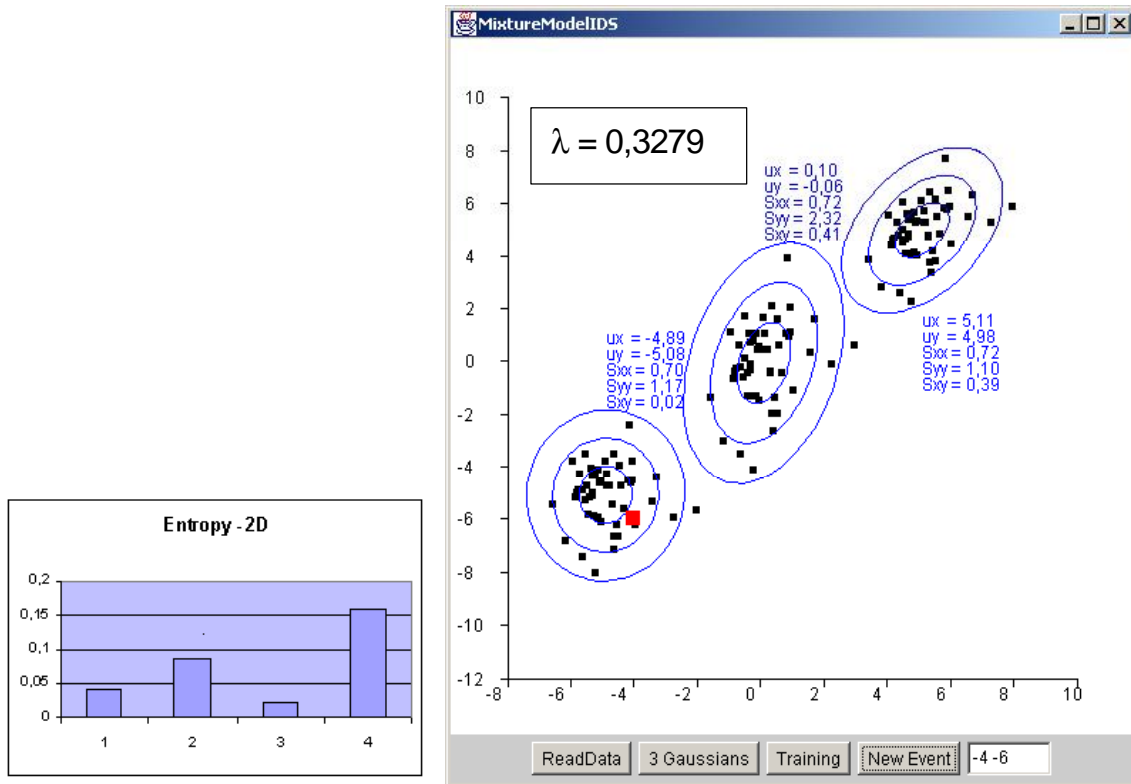 MixtureModelIDS
10
8
6
4
2
0
-2
-4
-6
-8
-10
-12
λ = 0,3279
ux = 0,10
uy = -0,06
Sxx = 0,72
Syy = 2,32
Sxy = 0,41
ux = 5,11
uy = 4,98
Sxx = 0,72
Syy = 1,10
Sxy = 0,39
ux = -4,89
uy = -5,08
Sxx = 0,70
Syy = 1,17
Sxy = 0,02
-8 -6 -4 -2 0 2 4 6 8 10
ReadData 3 Gaussians Training New Event -4 -6
Entropy - 2D
0,2
0,15
0,1
0,05
0
1 2 3 4